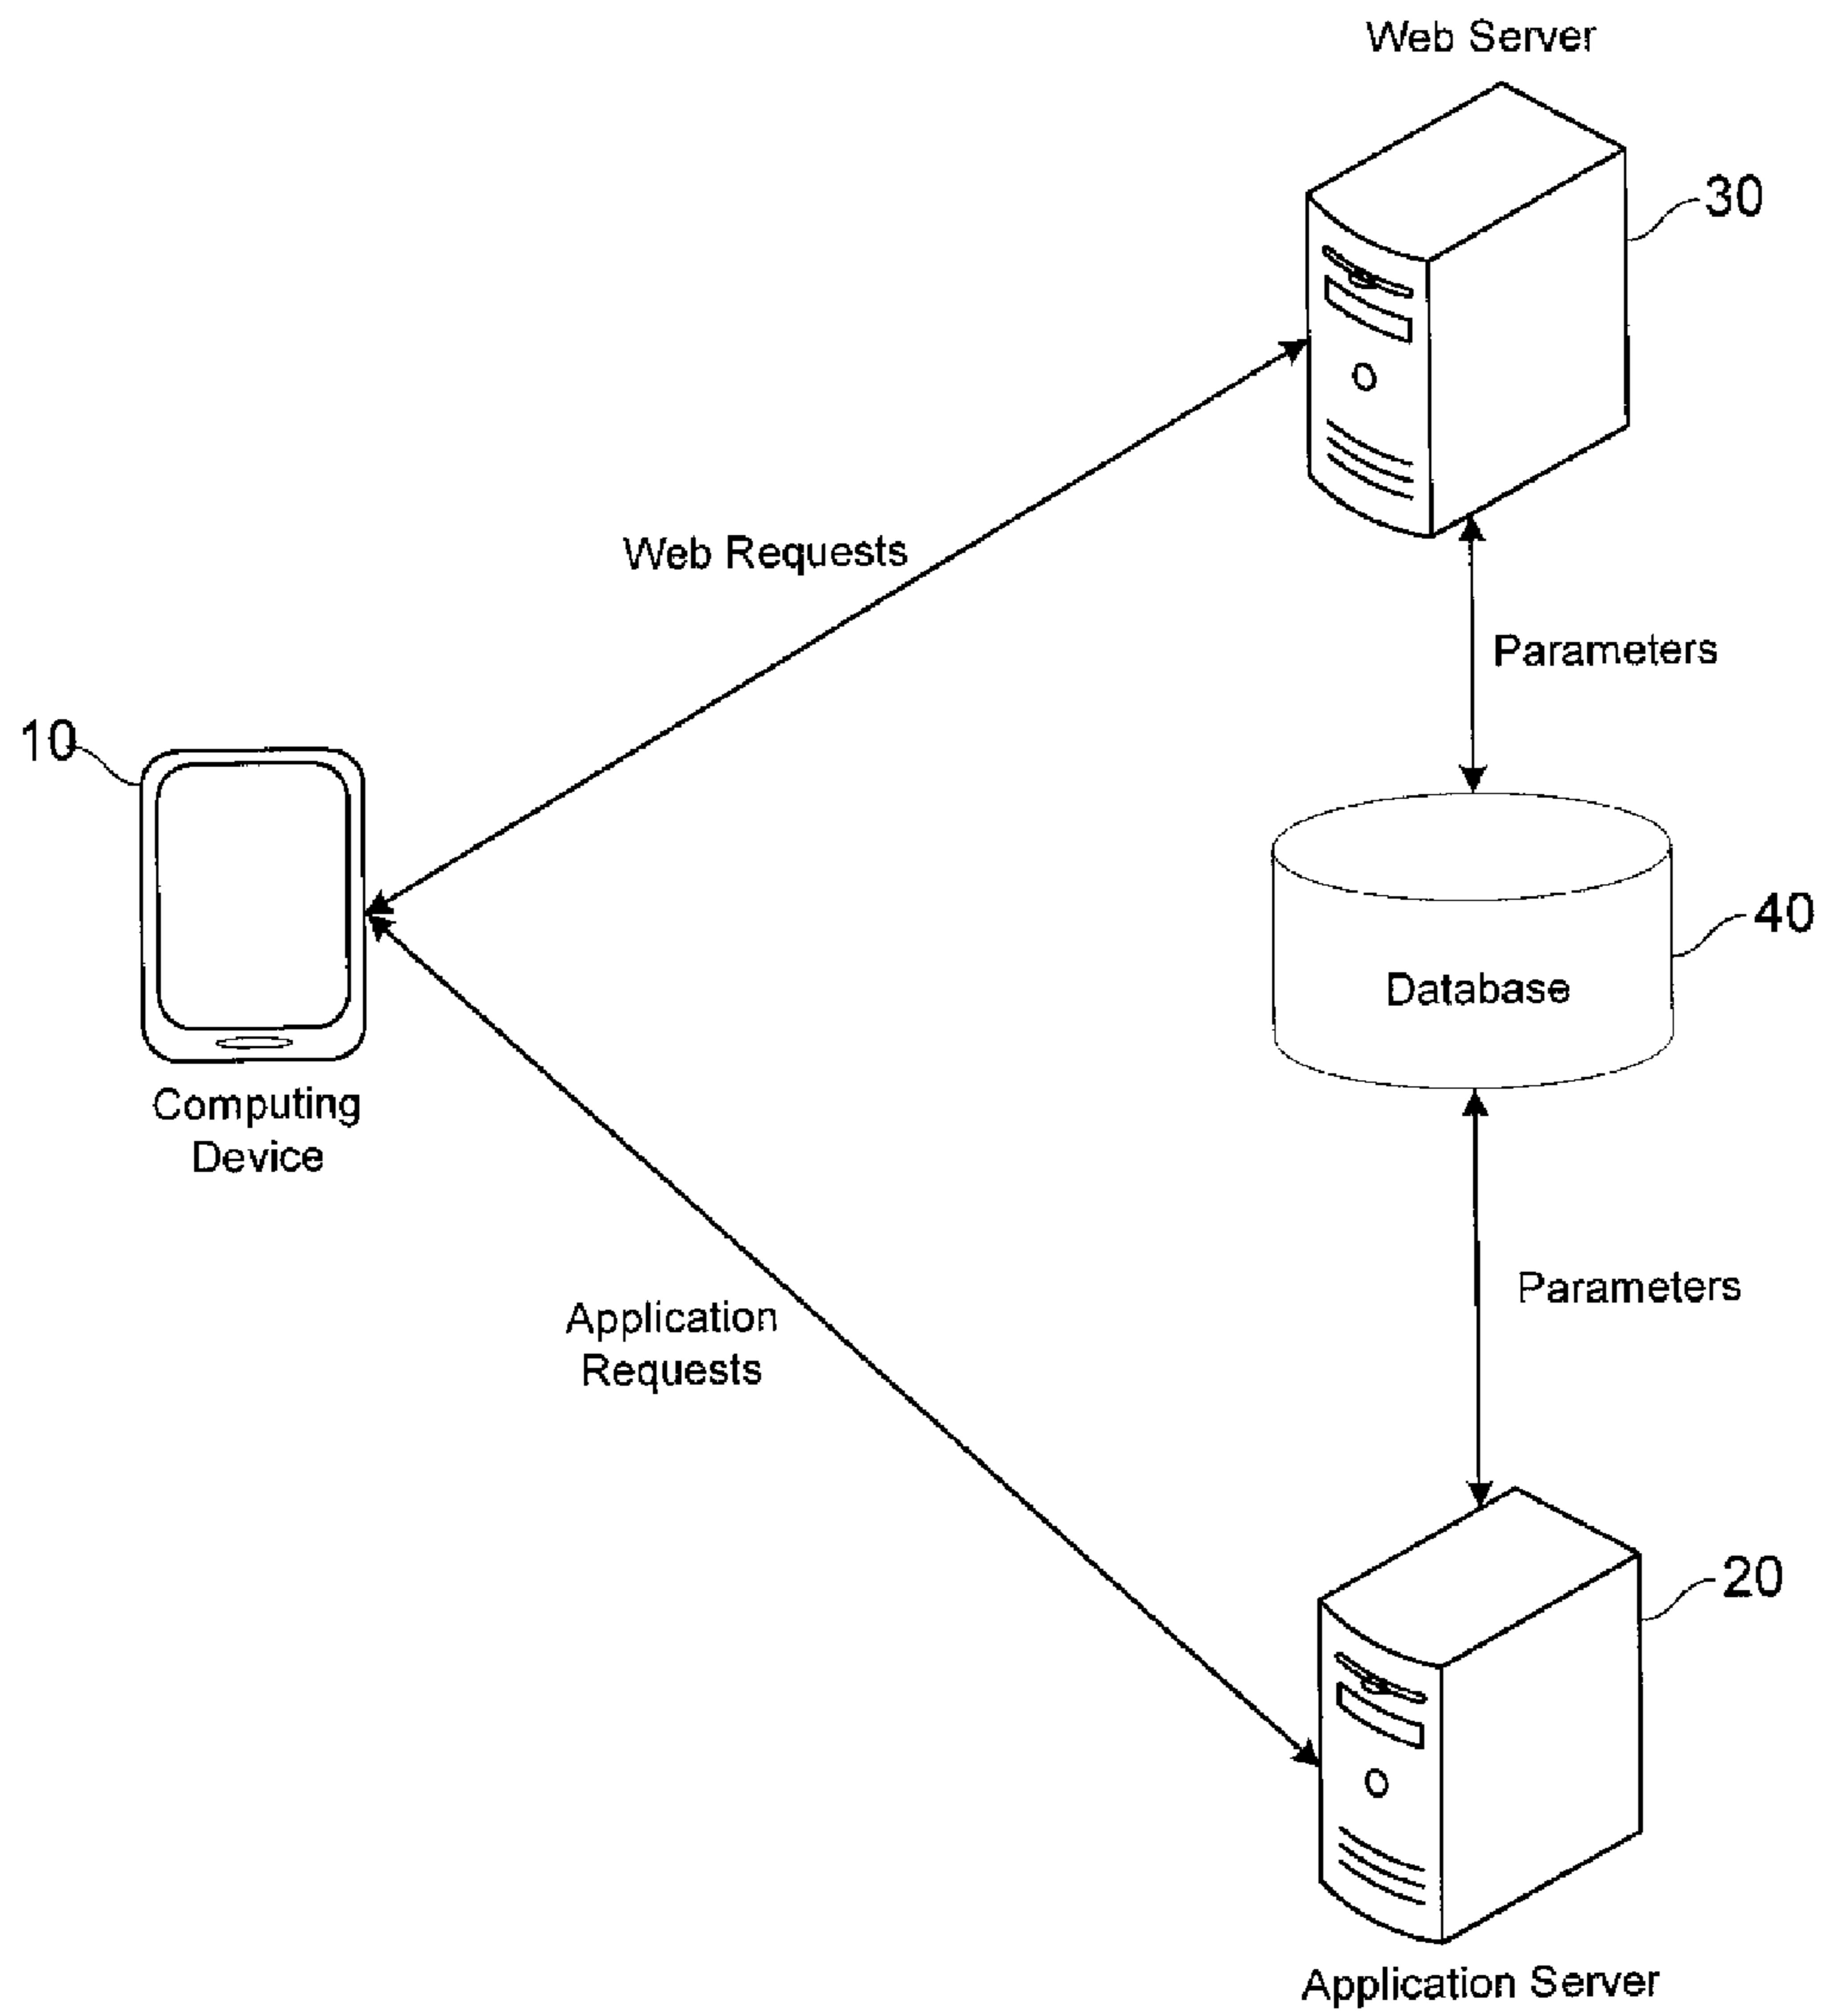 Web Server
30
Web Requests
Parameters
10
40
Database
Computing
Device
Parameters
Application
Requests
20
Application Server